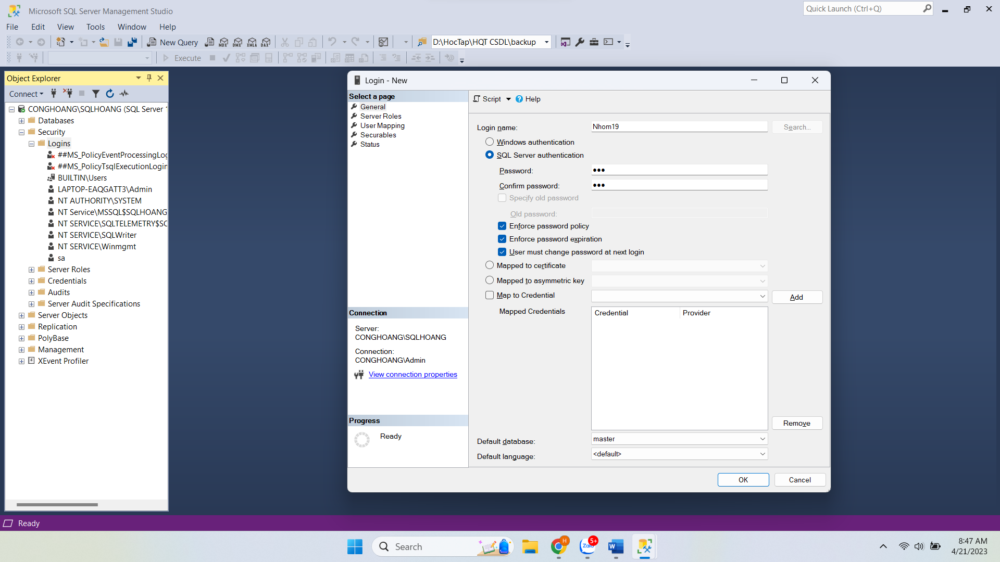 Microsoft SQL Server Management Studio
Quick Launch (Ctrl+Q)
File Edit View Tools Window Help
New Query MDX DMX XMLA DAX D:\HocTap\HQT CSDL\backup
Execute
Object Explorer
Connect
CONGHOANG\SQLHOANG (SQL Server
Databases
Security
Logins
##MS_PolicyEventProcessingLog
##MS_PolicyTsqlExecutionLogin
BUILTIN\Users
LAPTOP-EAQGATT3\Admin
NT AUTHORITY\SYSTEM
NT Service\MSSQL$SQLHOANG
NT SERVICE\SQLTELEMETRY$SQ
NT SERVICE\SQLWriter
NT SERVICE\Winmgmt
sa
Server Roles
Credentials
Audits
Server Audit Specifications
Server Objects
Replication
PolyBase
Management
XEvent Profiler
Login - New
Select a page
General
Server Roles
User Mapping
Securables
Status
Connection
Server:
CONGHOANG\SQLHOANG
Connection:
CONGHOANG\Admin
View connection properties
Progress
Ready
Script Help
Login name: Nhom19 Search...
Windows authentication
SQL Server authentication
Password: ●●●
Confirm password: ●●●
Specify old password
Old password:
Enforce password policy
Enforce password expiration
User must change password at next login
Mapped to certificate
Mapped to asymmetric key
Map to Credential Add
Mapped Credentials Credential Provider
Remove
Default database: master
Default language: <default>
OK Cancel
Ready
Search H 5+ Zalo W
8:47 AM
4/21/2023